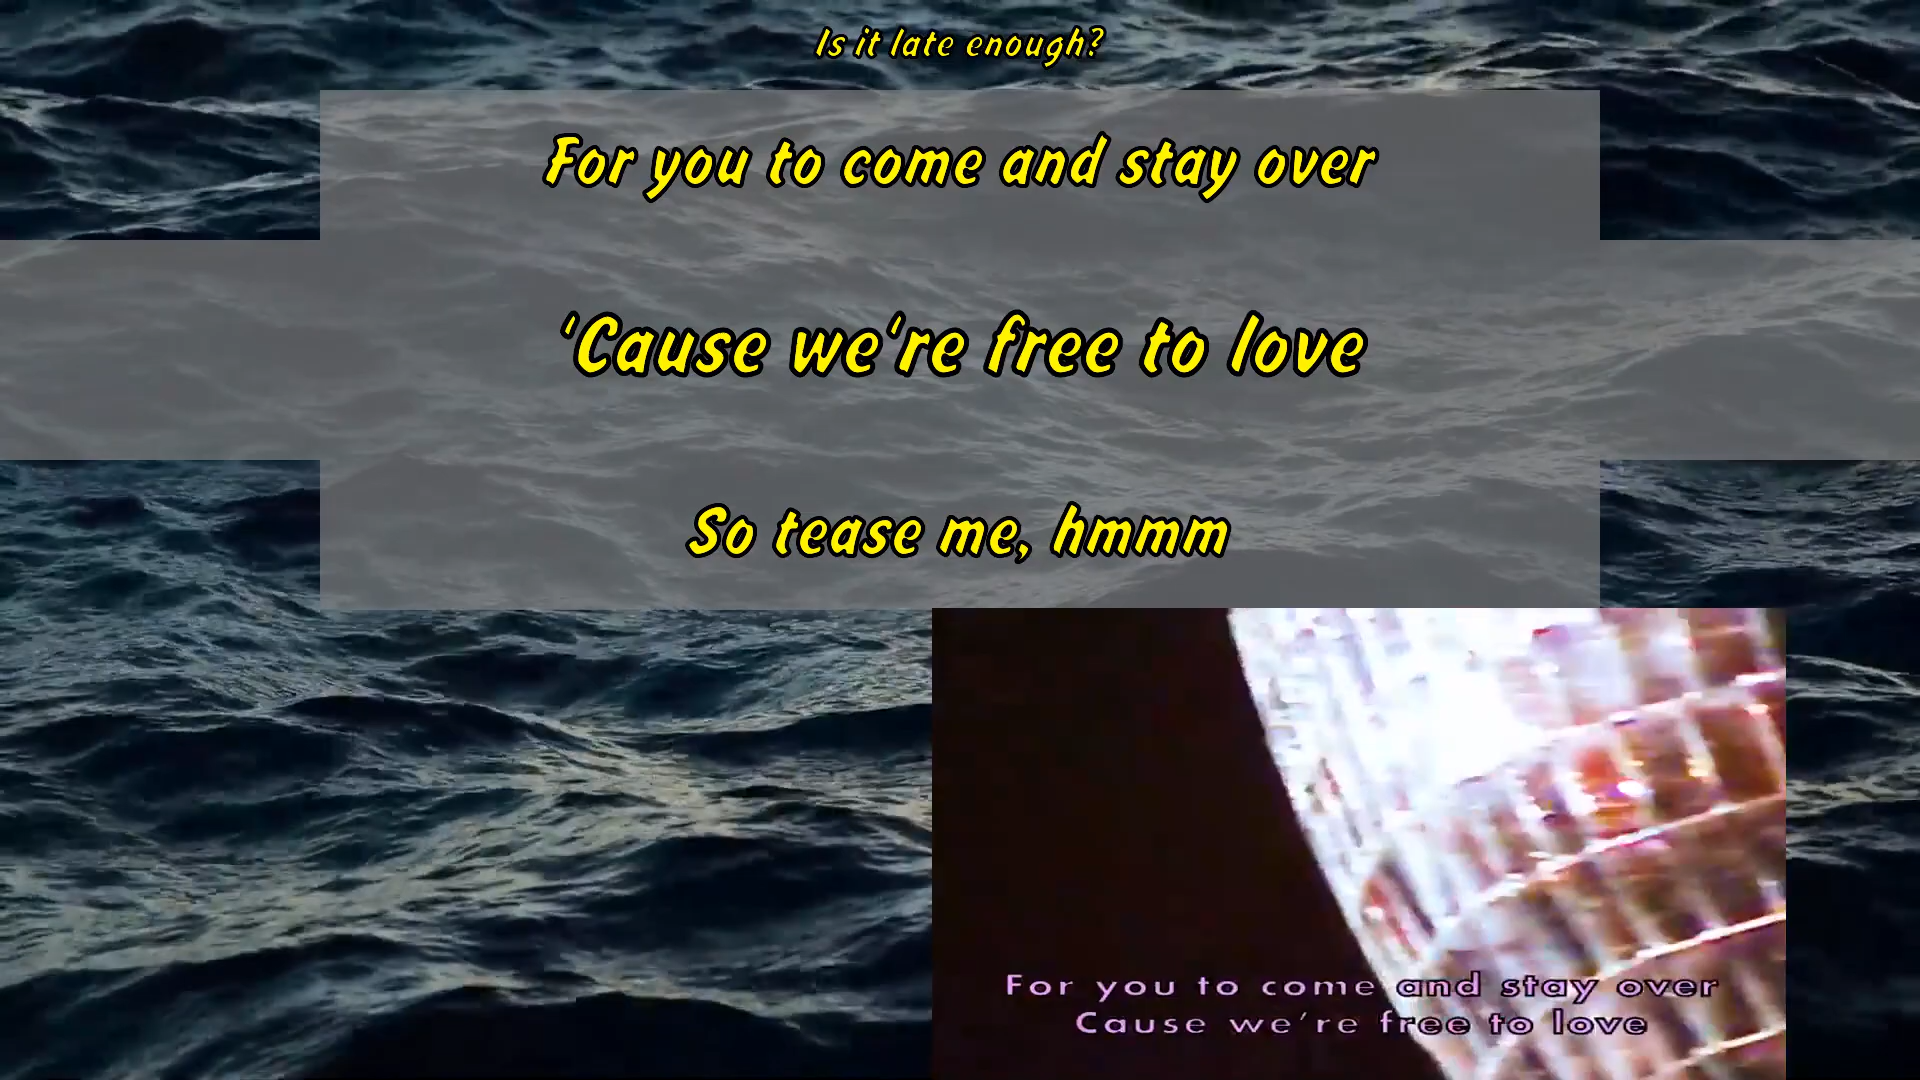 Is it late enough?
For you to come and stay over
'Cause we're free to love
So tease me, hmmm
For you to come and stay over
Cause we're free to love